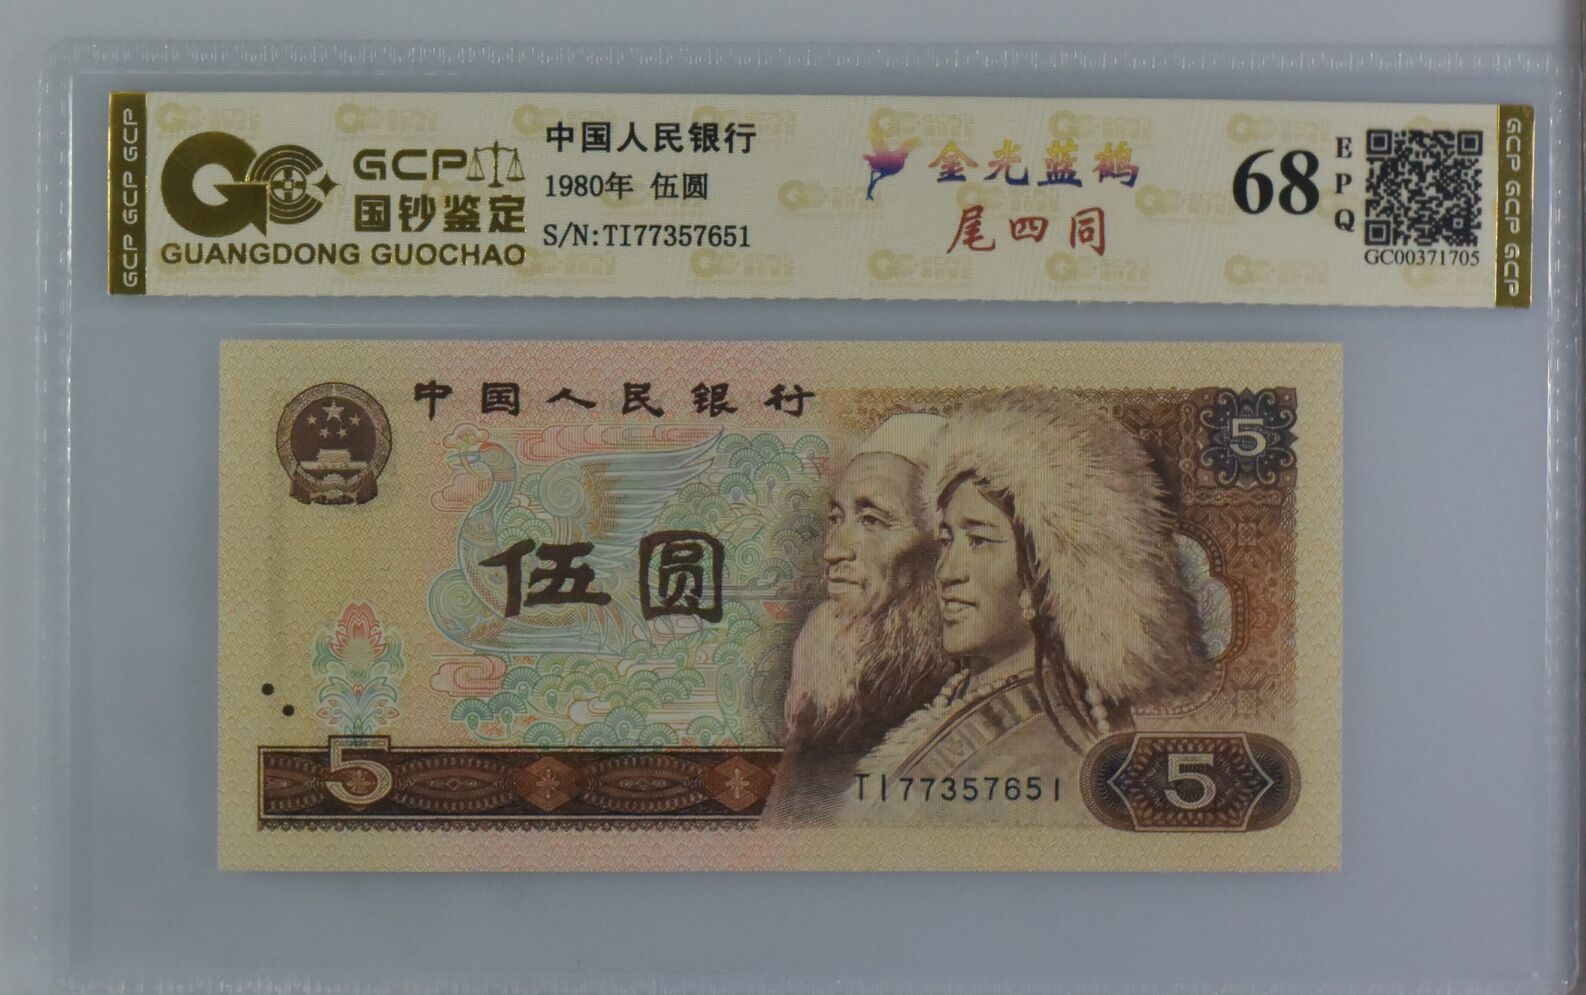 GCP GCP GCP
GCP
国钞鉴定
GUANGDONG GUOCHAO
中国人民银行
1980年 伍圆
S/N:TI77357651
金光蓝鹤
尾四同
68
EPQ
GC00371705
GCP GCP GCP
中国人民银行
5
伍圆
5
TI77357651
5